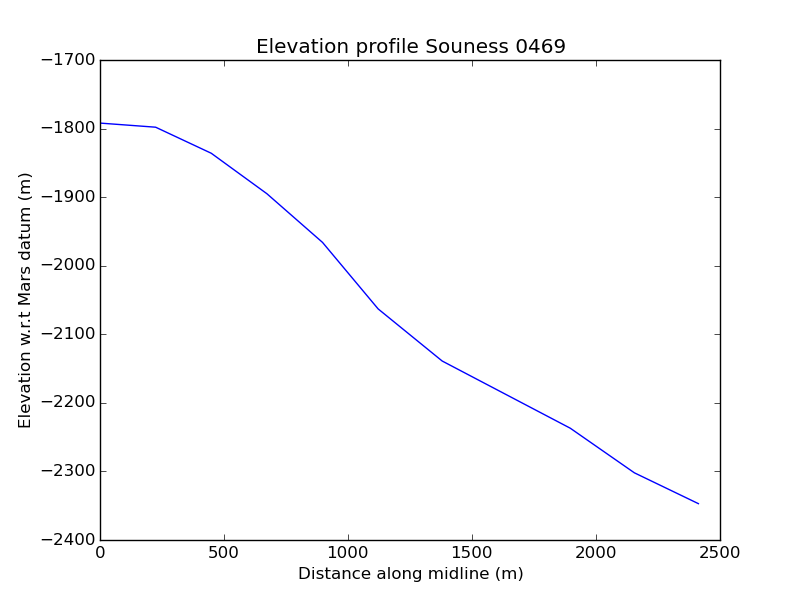 Elevation profile Souness 0469
−1700
−1800
−1900
−2000
−2100
−2200
−2300
−2400
Elevation w.r.t Mars datum (m)
0 500 1000 1500 2000 2500
Distance along midline (m)